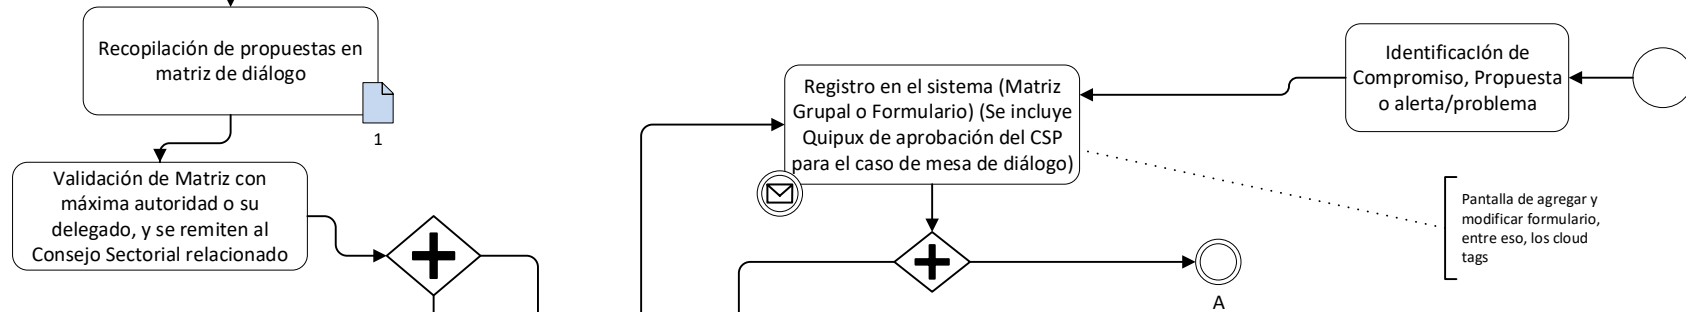 Recopilación de propuestas en
matriz de diálogo
1
Validación de Matriz con
máxima autoridad o su
delegado, y se remiten al
Consejo Sectorial relacionado
Registro en el sistema (Matriz
Grupal o Formulario) (Se incluye
Quipux de aprobación del CSP
para el caso de mesa de diálogo)
A
IdentificacIón de
Compromiso, Propuesta
o alerta/problema
Pantalla de agregar y
modificar formulario,
entre eso, los cloud
tags